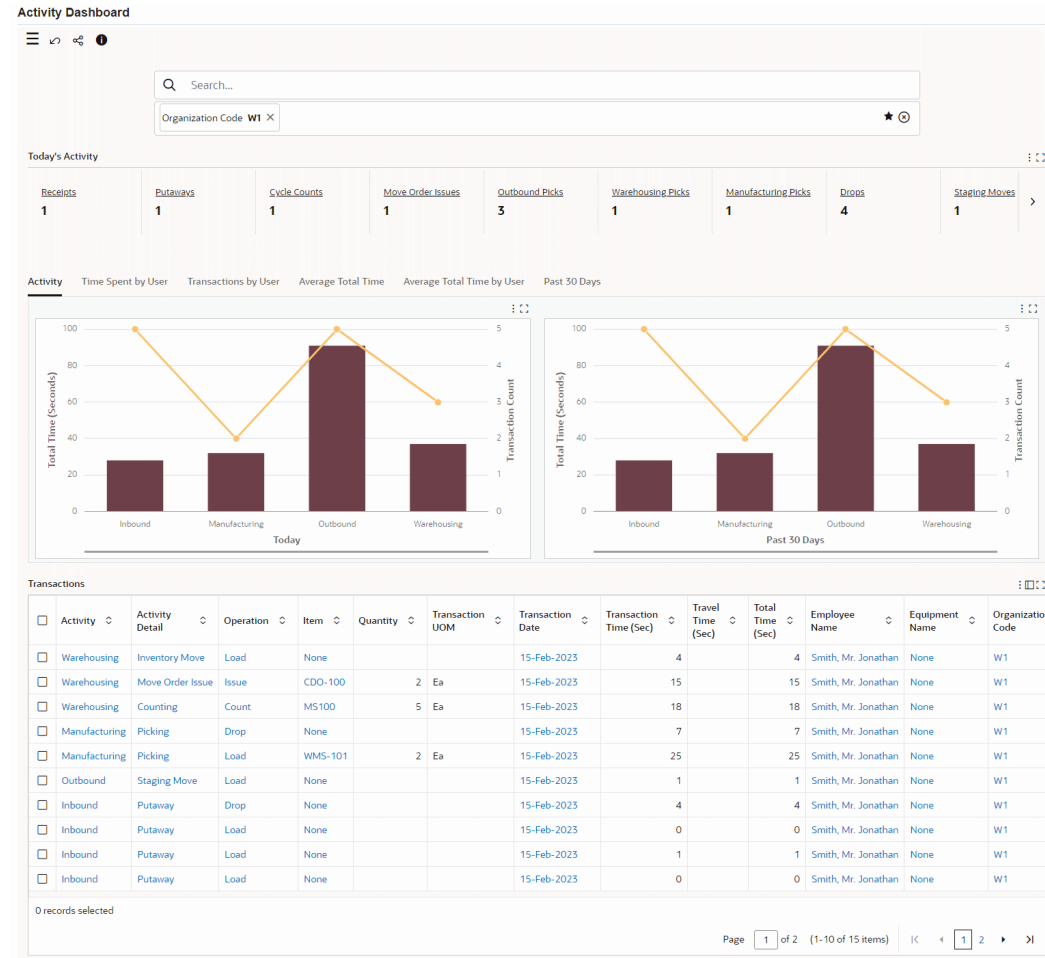 Activity Dashboard
Search...
Organization Code W1
Today's Activity
Receipts Putaways Cycle Counts Move Order Issues Outbound Picks Warehousing Picks Manufacturing Picks Drops Staging Moves
1 1 1 1 3 1 1 4 1
Activity Time Spent by User Transactions by User Average Total Time Average Total Time by User Past 30 Days
100 5 100 5
80 4 80 4
60 3 60 3
40 2 40 2
20 1 20 1
0 0 0 0
Total Time (Seconds) Transaction Count Total Time (Seconds) Transaction Count
Inbound Manufacturing Outbound Warehousing Inbound Manufacturing Outbound Warehousing
Today Past 30 Days
Transactions
Activity Activity Detail Operation Item Quantity Transaction UOM Transaction Date Transaction Time (Sec) Travel Time (Sec) Total Time (Sec) Employee Name Equipment Name Organizatio Code
Warehousing Inventory Move Load None 15-Feb-2023 4 4 Smith, Mr. Jonathan None W1
Warehousing Move Order Issue Issue CDO-100 2 Ea 15-Feb-2023 15 15 Smith, Mr. Jonathan None W1
Warehousing Counting Count MS100 5 Ea 15-Feb-2023 18 18 Smith, Mr. Jonathan None W1
Manufacturing Picking Drop None 15-Feb-2023 7 7 Smith, Mr. Jonathan None W1
Manufacturing Picking Load WMS-101 2 Ea 15-Feb-2023 25 25 Smith, Mr. Jonathan None W1
Outbound Staging Move Load None 15-Feb-2023 1 1 Smith, Mr. Jonathan None W1
Inbound Putaway Drop None 15-Feb-2023 4 4 Smith, Mr. Jonathan None W1
Inbound Putaway Load None 15-Feb-2023 0 0 Smith, Mr. Jonathan None W1
Inbound Putaway Load None 15-Feb-2023 1 1 Smith, Mr. Jonathan None W1
Inbound Putaway Load None 15-Feb-2023 0 0 Smith, Mr. Jonathan None W1
0 records selected
Page 1 of 2 (1-10 of 15 items) 1 2